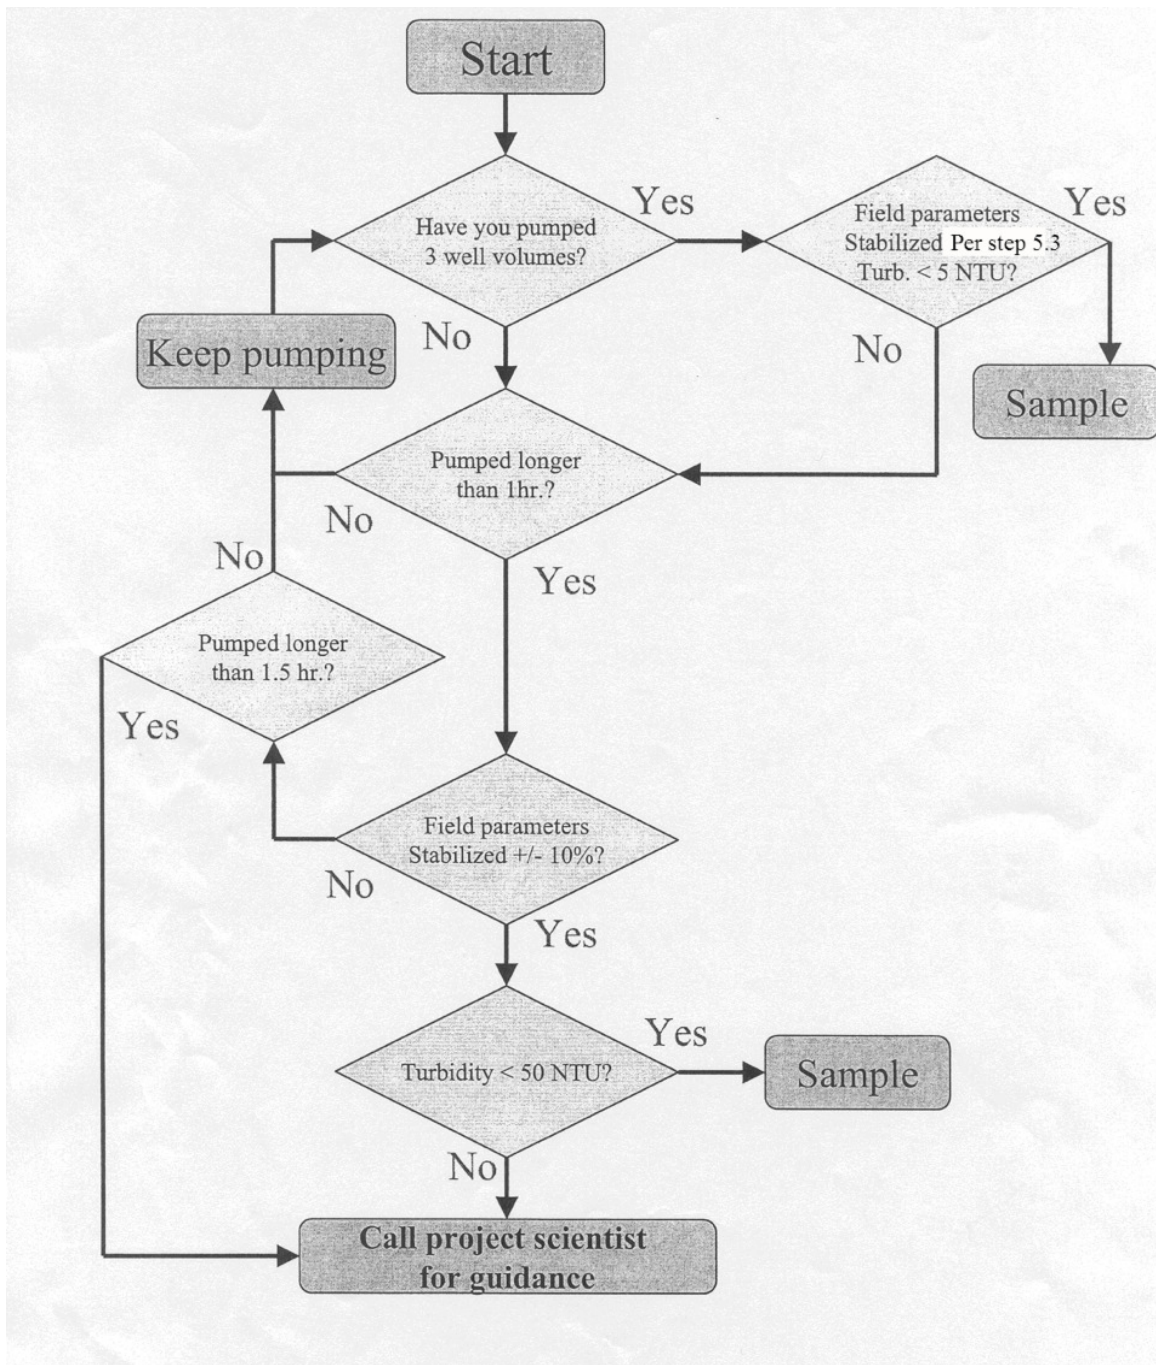 Start
Have you pumped
3 well volumes?
Yes
Field parameters
Stabilized Per step 5.3
Turb. < 5 NTU?
Yes
No
No
Keep pumping
Sample
Pumped longer
than 1hr.?
No
Yes
No
Pumped longer
than 1.5 hr.?
Yes
Field parameters
Stabilized +/- 10%?
No
Yes
Turbidity < 50 NTU?
Yes
Sample
No
Call project scientist
for guidance